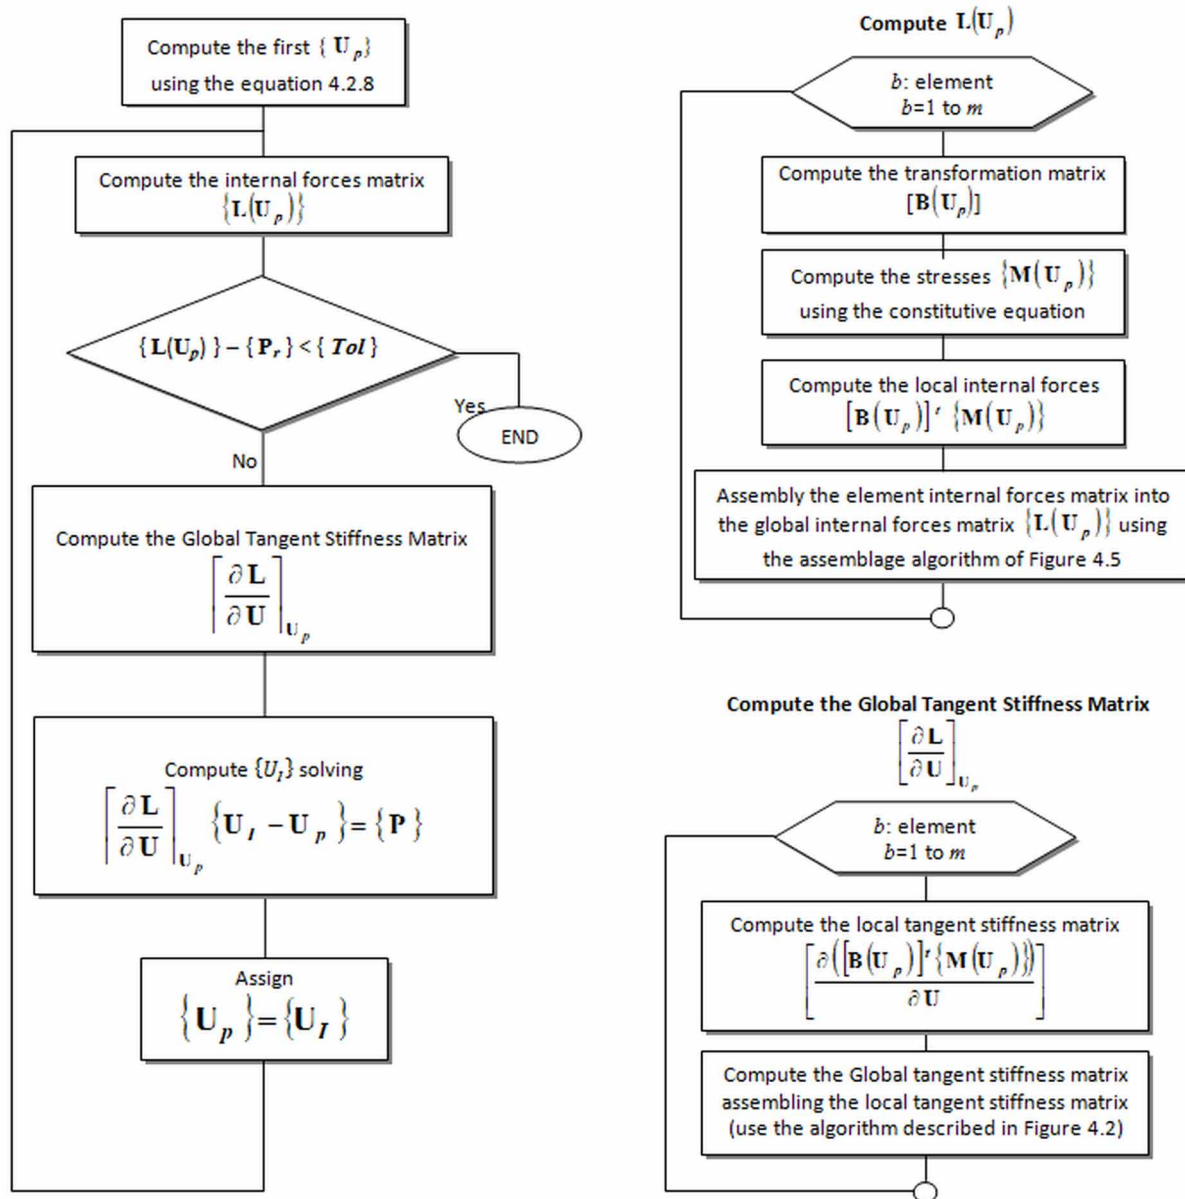 Compute the first { U_p }
using the equation 4.2.8
Compute the internal forces matrix
{L(U_p)}
{ L(U_p) } – { P_r } < { Tol }
Yes
END
No
Compute the Global Tangent Stiffness Matrix
[∂L/∂U]_{U_p}
Compute {U_I} solving
[∂L/∂U]_{U_p} {U_I – U_p} = {P}
Assign
{U_p} = {U_I}
Compute L(U_p)
b: element
b=1 to m
Compute the transformation matrix
[B(U_p)]
Compute the stresses {M(U_p)}
using the constitutive equation
Compute the local internal forces
[B(U_p)]^t {M(U_p)}
Assembly the element internal forces matrix into
the global internal forces matrix {L(U_p)} using
the assemblage algorithm of Figure 4.5
Compute the Global Tangent Stiffness Matrix
[∂L/∂U]_{U_p}
b: element
b=1 to m
Compute the local tangent stiffness matrix
[∂([B(U_p)]^t {M(U_p)})/∂U]
Compute the Global tangent stiffness matrix
assembling the local tangent stiffness matrix
(use the algorithm described in Figure 4.2)